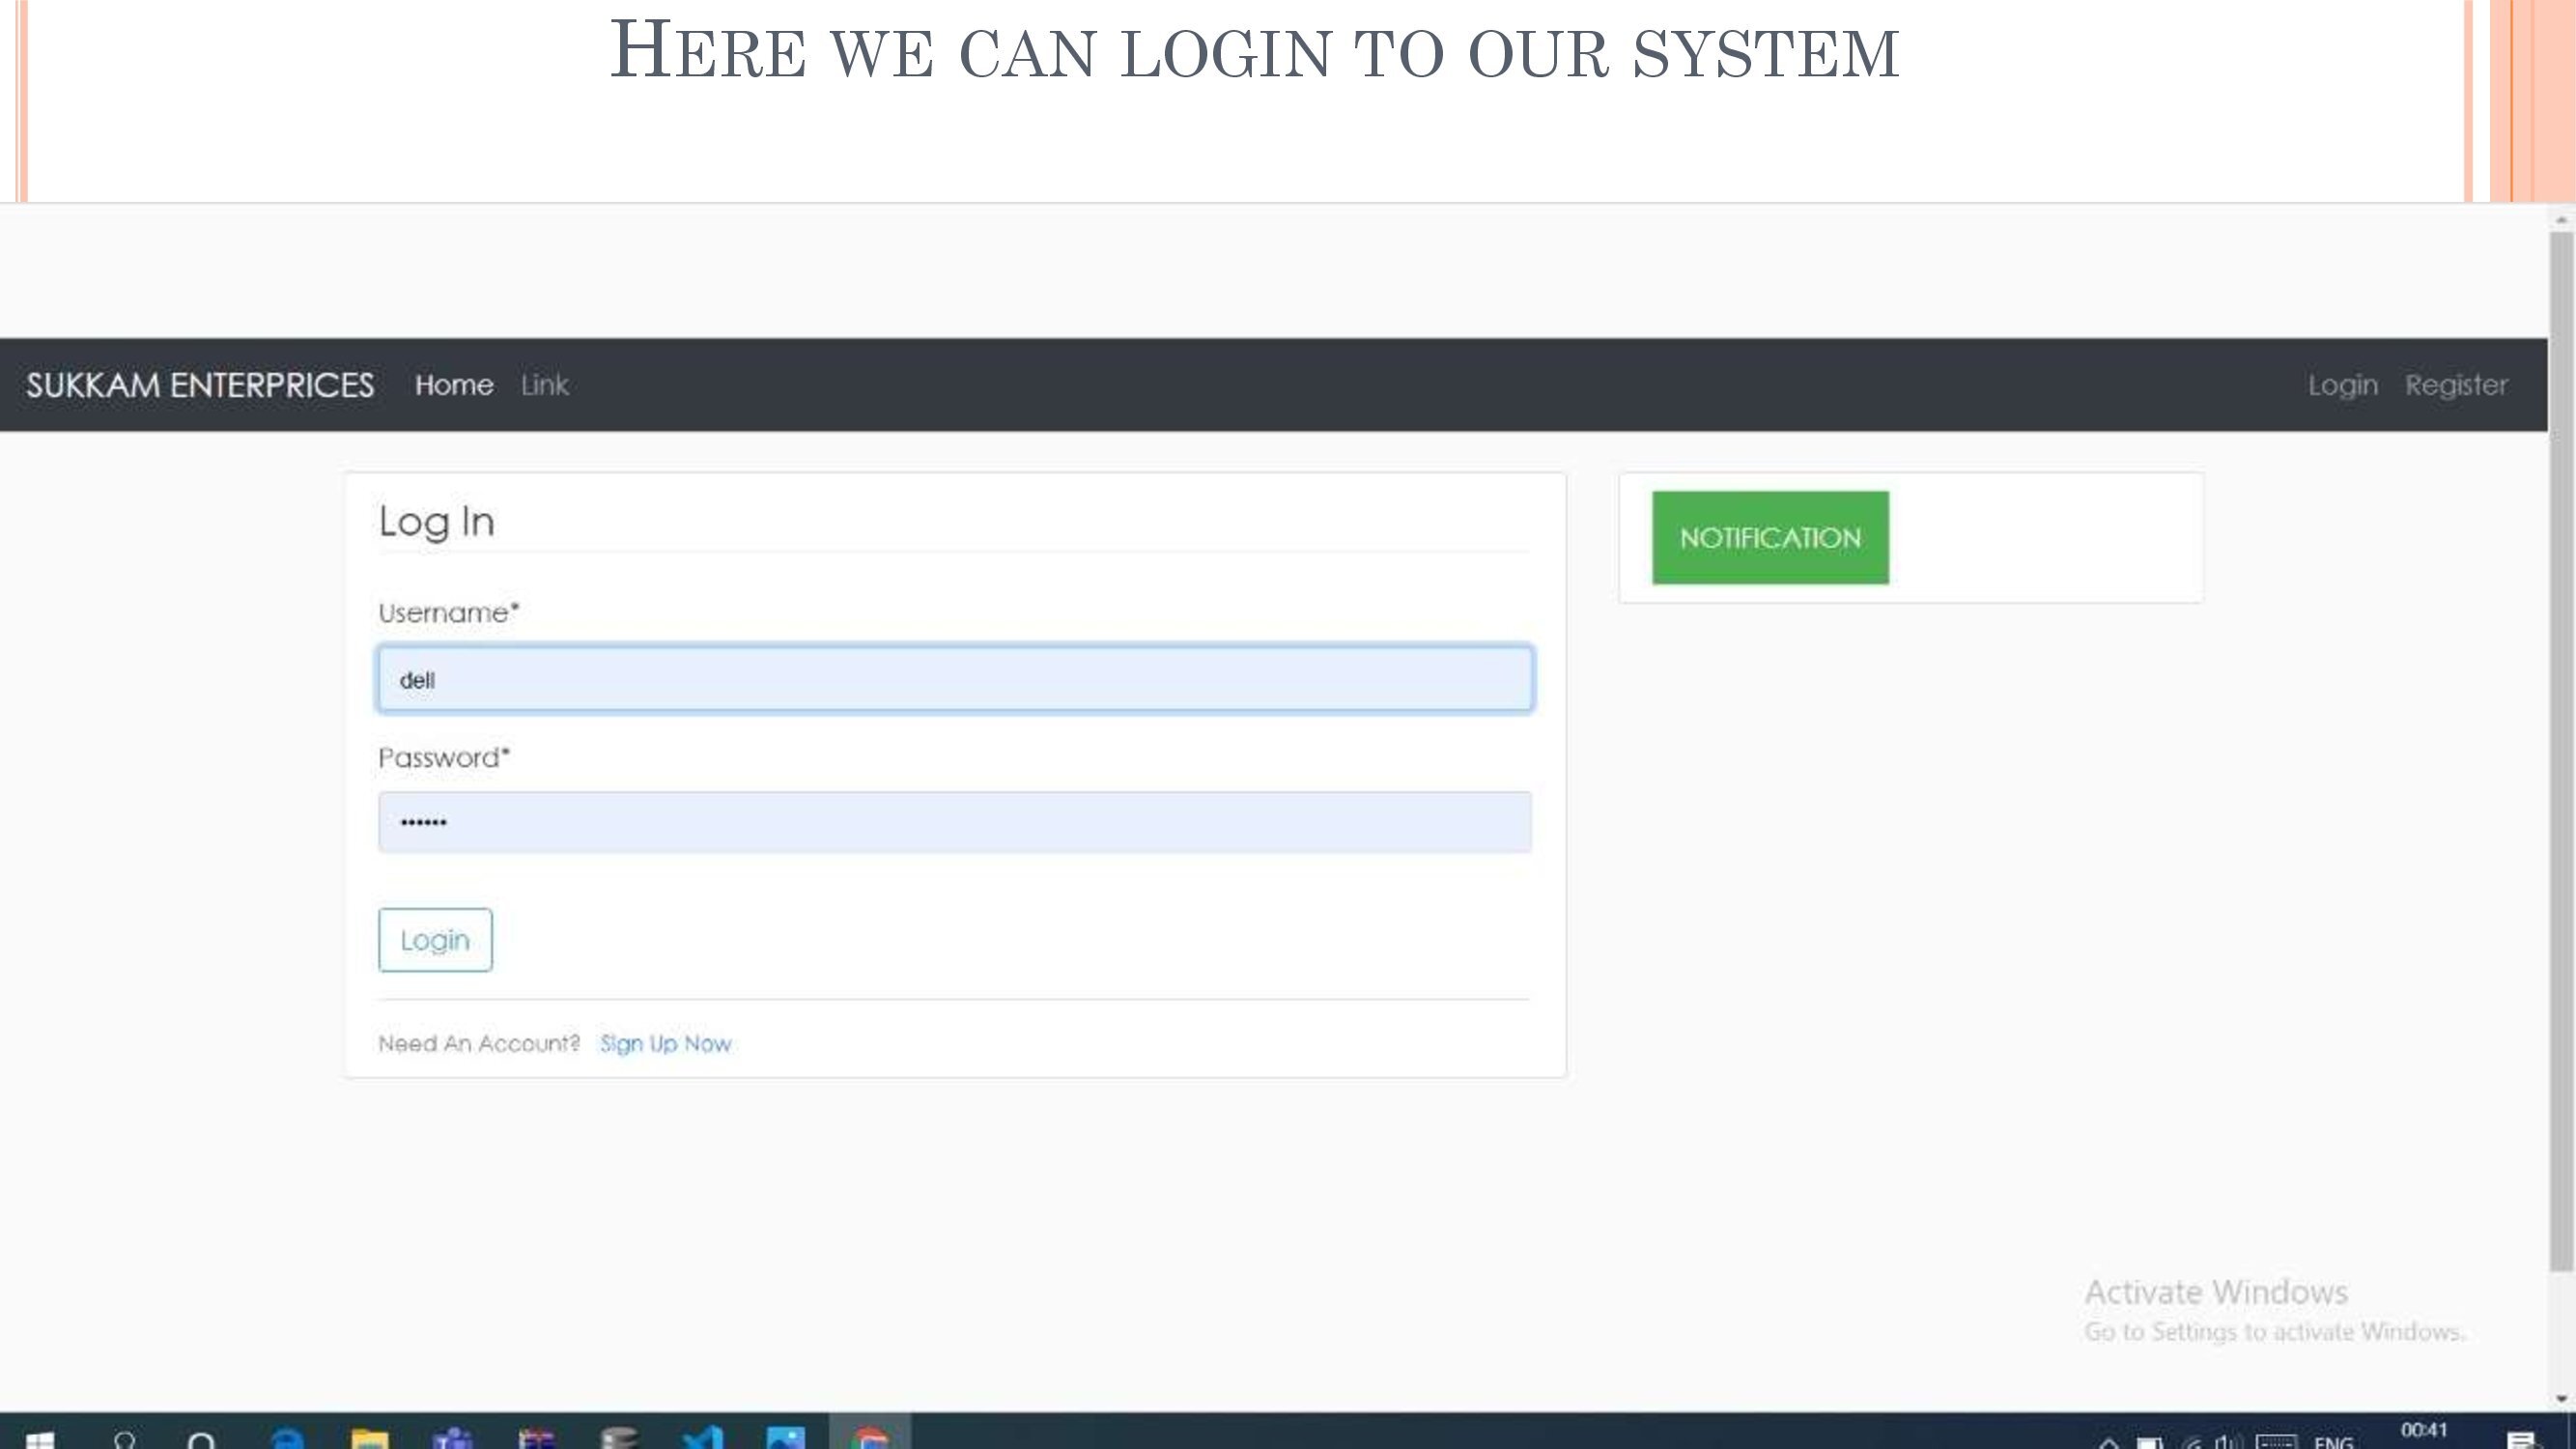 HERE WE CAN LOGIN TO OUR SYSTEM
SUKKAM ENTERPRICES Home Link Login Register
Log In
NOTIFICATION
Username*
dell
Password*
••••••
Login
Need An Account? Sign Up Now
Activate Windows
Go to Settings to activate Windows.
ENG 00:41